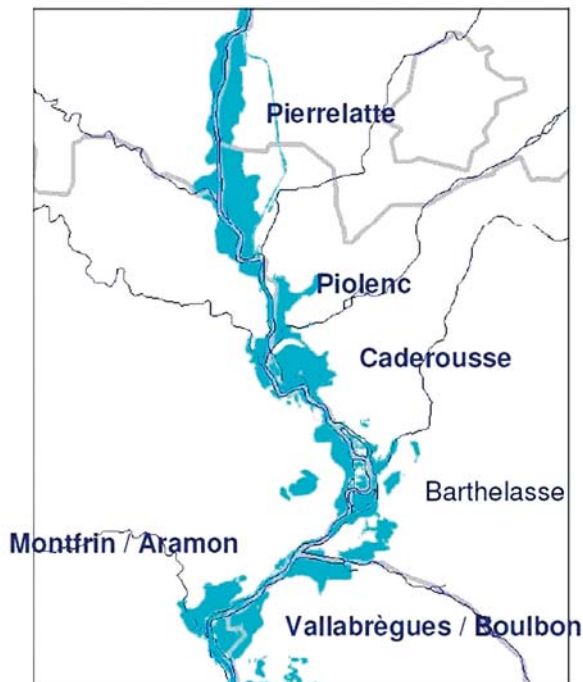 Pierrelatte
Piolenc
Caderousse
Barthelasse
Montfrin / Aramon
Vallabrègues / Boulbon